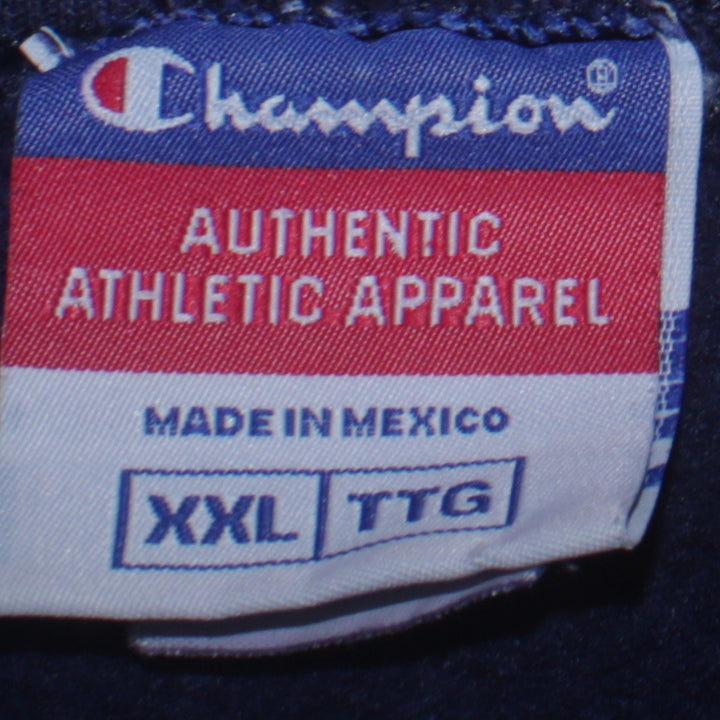 Champion®
AUTHENTIC
ATHLETIC APPAREL
MADE IN MEXICO
XXL TTG